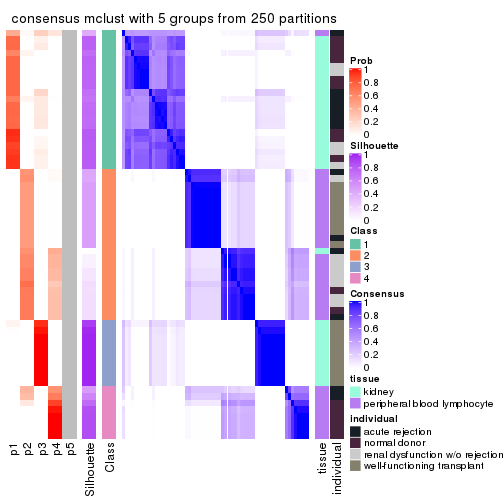 consensus mclust with 5 groups from 250 partitions
Prob
1
0.8
0.6
0.4
0.2
0
Silhouette
1
0.8
0.6
0.4
0.2
0
Class
1
2
3
4
Consensus
1
0.8
0.6
0.4
0.2
0
tissue
kidney
peripheral blood lymphocyte
individual
acute rejection
normal donor
renal dysfunction w/o rejection
well-functioning transplant
p1
p2
p3
p4
p5
Silhouette
Class
tissue
individual